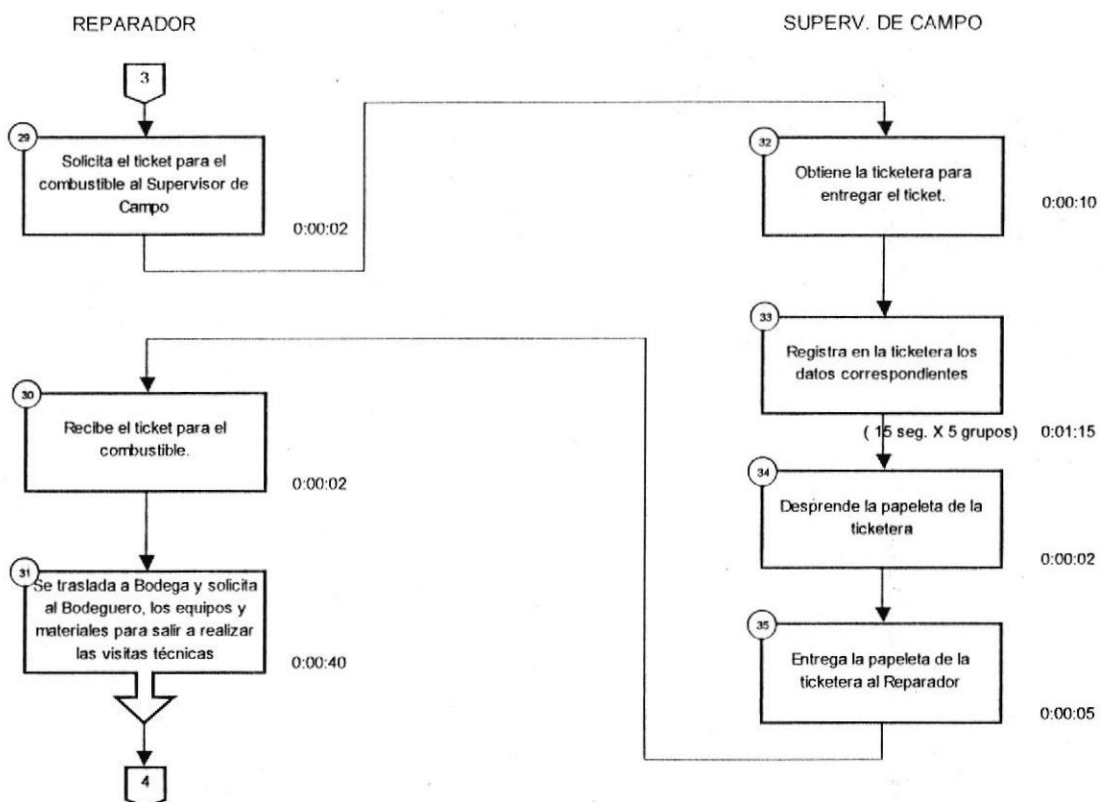 REPARADOR
SUPERV. DE CAMPO
3
29
Solicita el ticket para el
combustible al Supervisor de
Campo
0:00:02
32
Obtiene la ticketera para
entregar el ticket.
0:00:10
33
Registra en la ticketera los
datos correspondientes
( 15 seg. X 5 grupos)
0:01:15
30
Recibe el ticket para el
combustible.
0:00:02
34
Desprende la papeleta de la
ticketera
0:00:02
31
Se traslada a Bodega y solicita
al Bodeguero, los equipos y
materiales para salir a realizar
las visitas técnicas
0:00:40
35
Entrega la papeleta de la
ticketera al Reparador
0:00:05
4